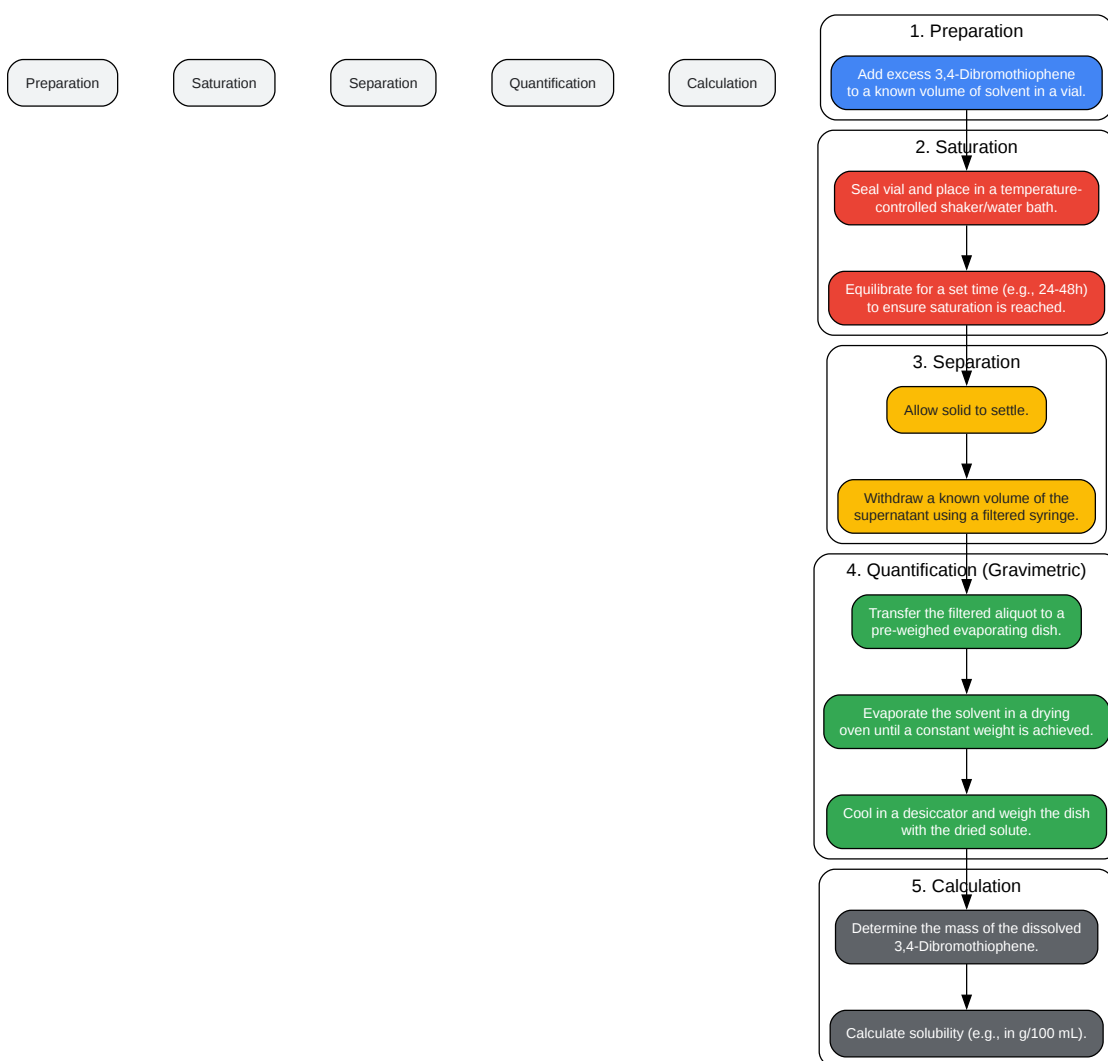 Preparation
Saturation
Separation
Quantification
Calculation
1. Preparation
Add excess 3,4-Dibromothiophene
to a known volume of solvent in a vial.
2. Saturation
Seal vial and place in a temperature-
controlled shaker/water bath.
Equilibrate for a set time (e.g., 24-48h)
to ensure saturation is reached.
3. Separation
Allow solid to settle.
Withdraw a known volume of the
supernatant using a filtered syringe.
4. Quantification (Gravimetric)
Transfer the filtered aliquot to a
pre-weighed evaporating dish.
Evaporate the solvent in a drying
oven until a constant weight is achieved.
Cool in a desiccator and weigh the dish
with the dried solute.
5. Calculation
Determine the mass of the dissolved
3,4-Dibromothiophene.
Calculate solubility (e.g., in g/100 mL).